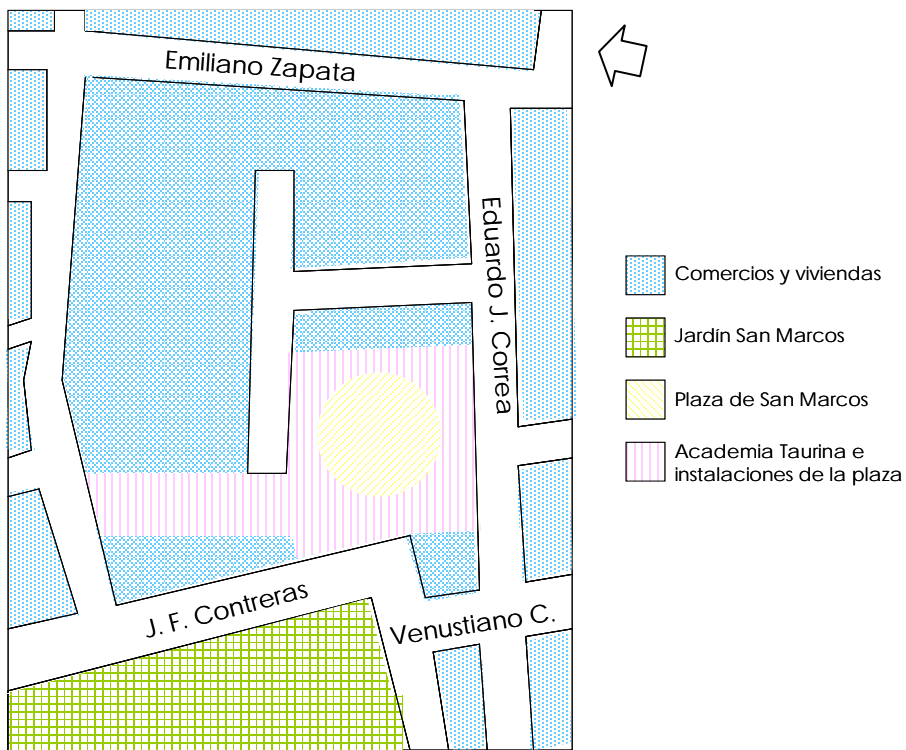 Emiliano Zapata
Eduardo J. Correa
J. F. Contreras
Venustiano C.
Comercios y viviendas
Jardín San Marcos
Plaza de San Marcos
Academia Taurina e
instalaciones de la plaza